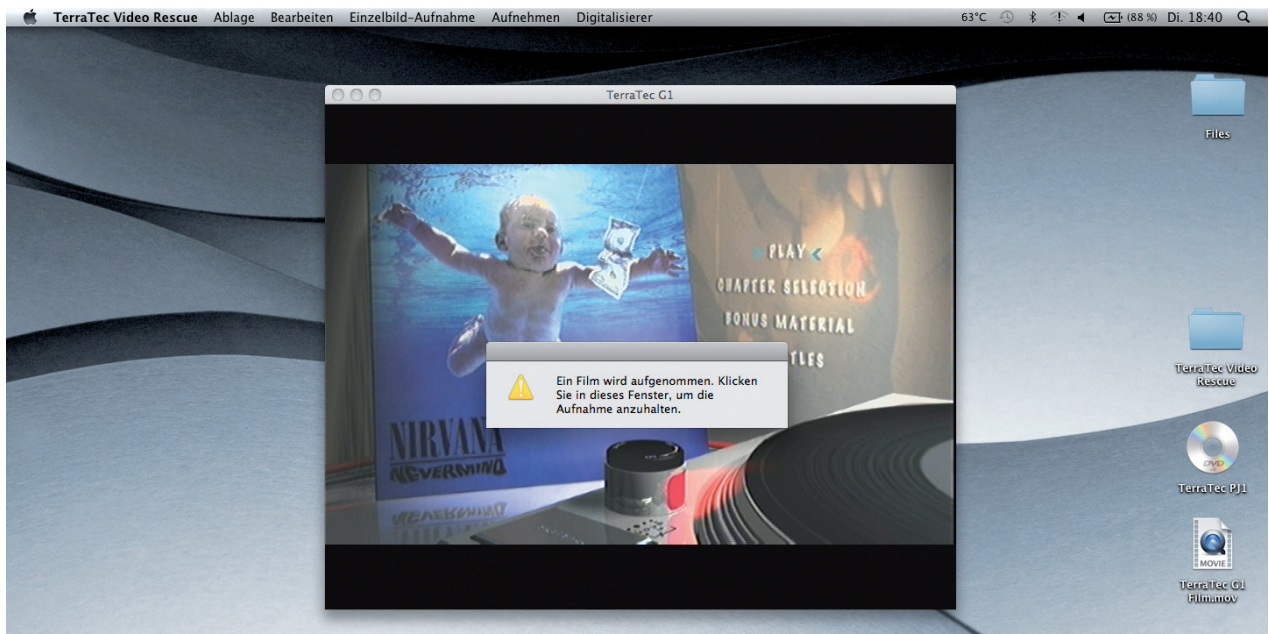 TerraTec Video Rescue Ablage Bearbeiten Einzelbild-Aufnahme Aufnehmen Digitalisierer 63°C (88 %) Di. 18:40
TerraTec G1
Files
PLAY
CHAPTER SELECTION
BONUS MATERIAL
TLES
Ein Film wird aufgenommen. Klicken
Sie in dieses Fenster, um die
Aufnahme anzuhalten.
NIRVANA
NEVERMIND
NEVERMIND
TerraTec Video
Rescue
DVD
TerraTec PJ1
MOVIE
TerraTec G1
Film.mov